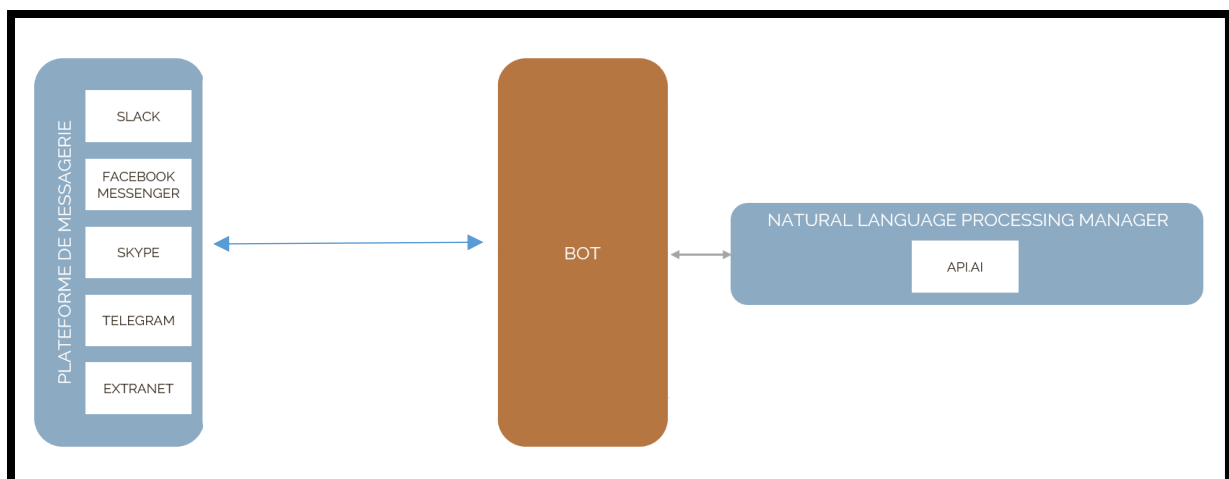 PLATEFORME DE MESSAGERIE
SLACK
FACEBOOK
MESSENGER
SKYPE
TELEGRAM
EXTRANET
BOT
NATURAL LANGUAGE PROCESSING MANAGER
API.AI